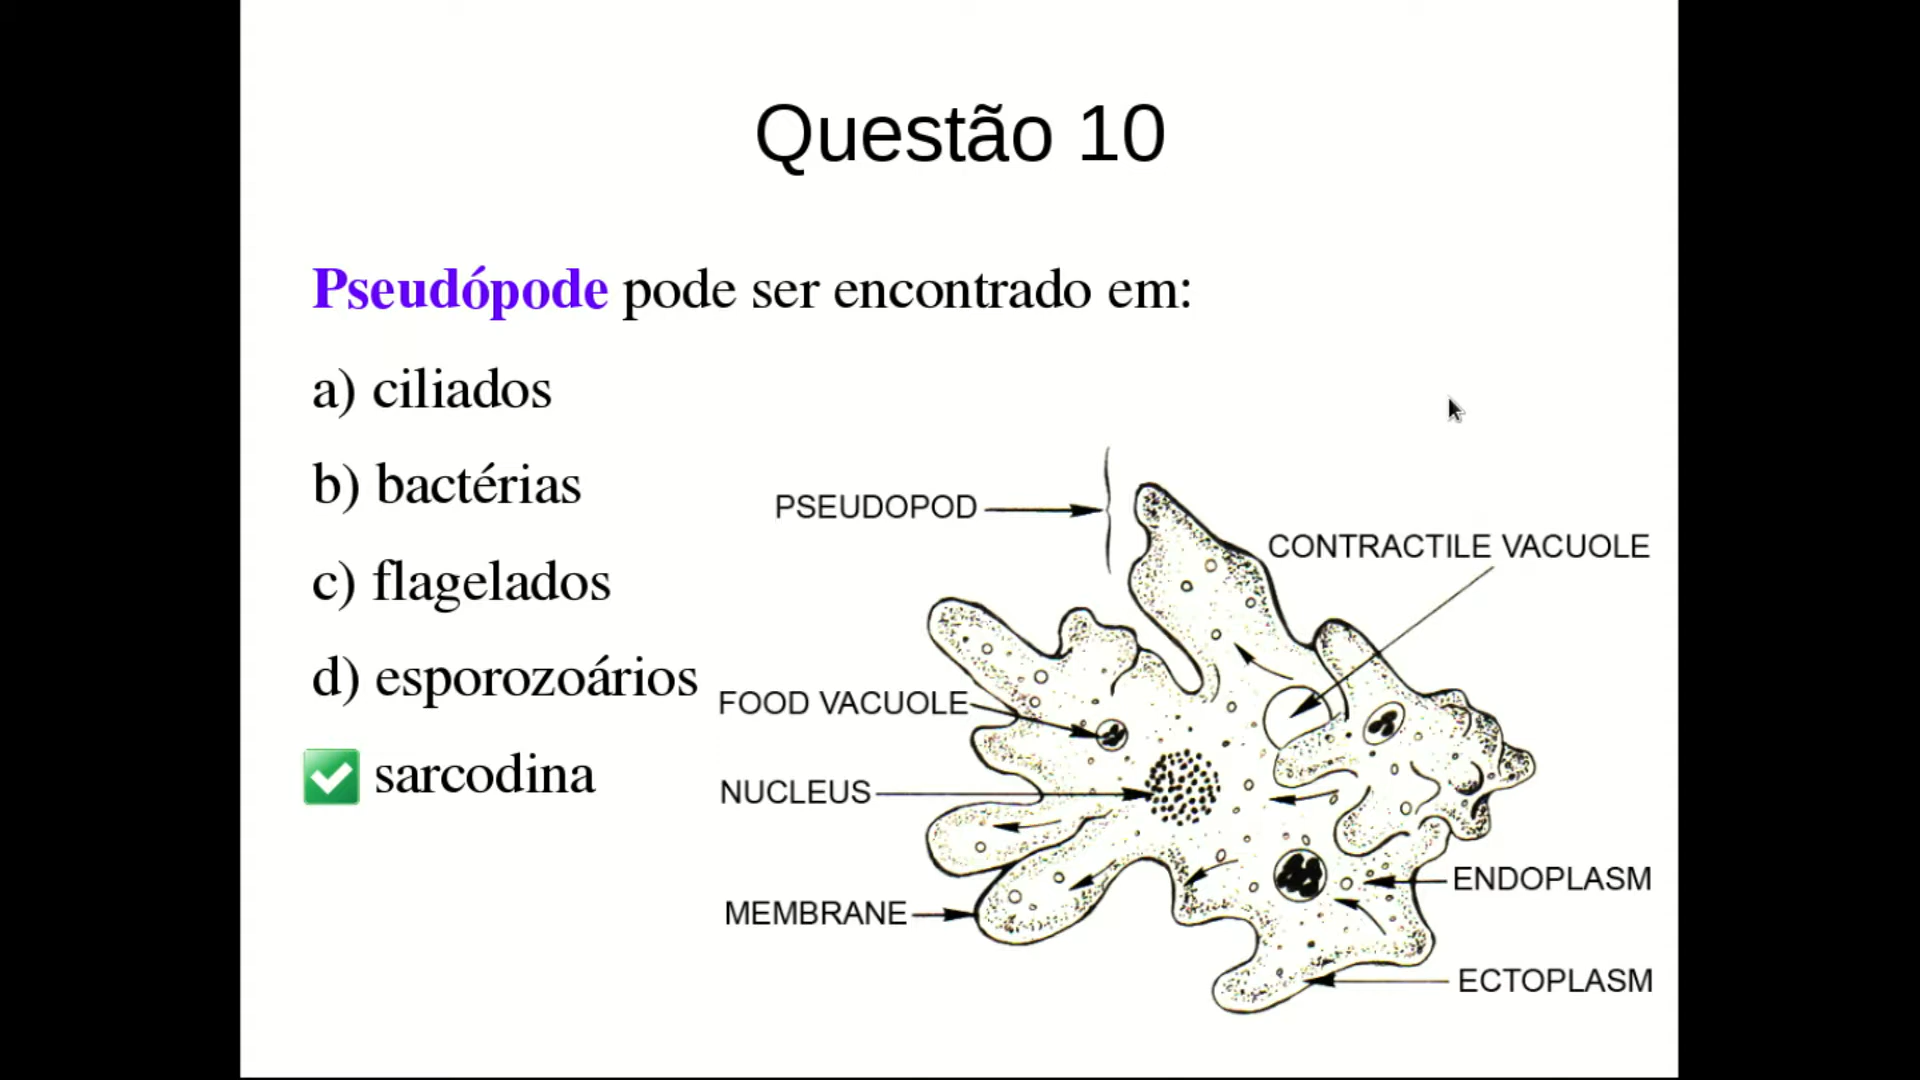 Questão 10
Pseudópode pode ser encontrado em:
a) ciliados
b) bactérias
c) flagelados
d) esporozoários
sarcodina
PSEUDOPOD
CONTRACTILE VACUOLE
FOOD VACUOLE
NUCLEUS
MEMBRANE
ENDOPLASM
ECTOPLASM